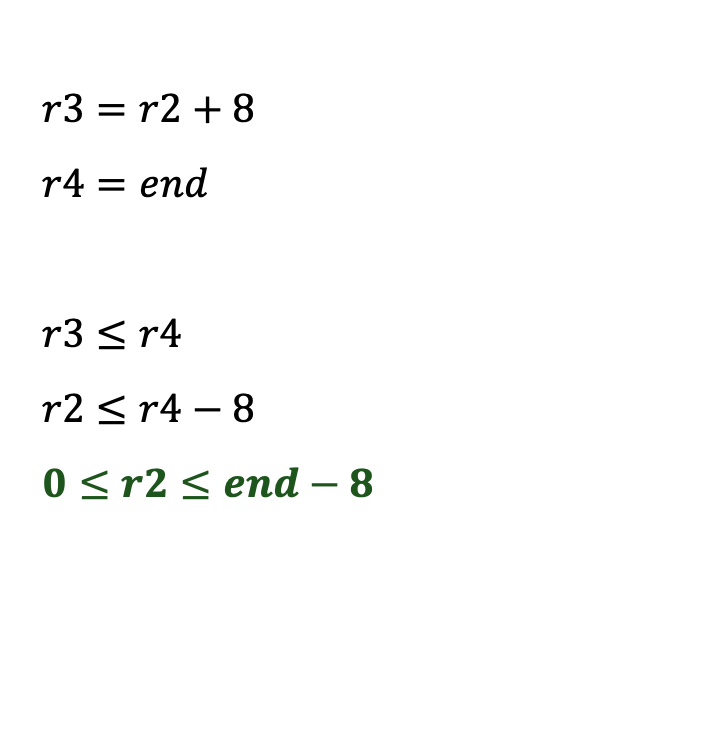 r3 = r2 + 8
r4 = end
r3 ≤ r4
r2 ≤ r4 − 8
0 ≤ r2 ≤ end − 8